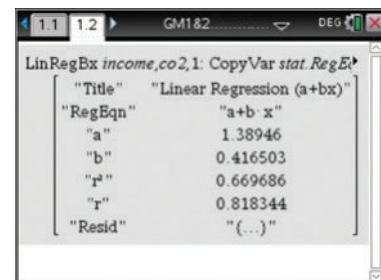 1.1 1.2 GM1&2 ............. DEG
LinRegBx income,co2,1: CopyVar stat.RegE
"Title" "Linear Regression (a+bx)"
"RegEqn" "a+b· x"
"a" 1.38946
"b" 0.416503
"r²" 0.669686
"r" 0.818344
"Resid" "{...}"